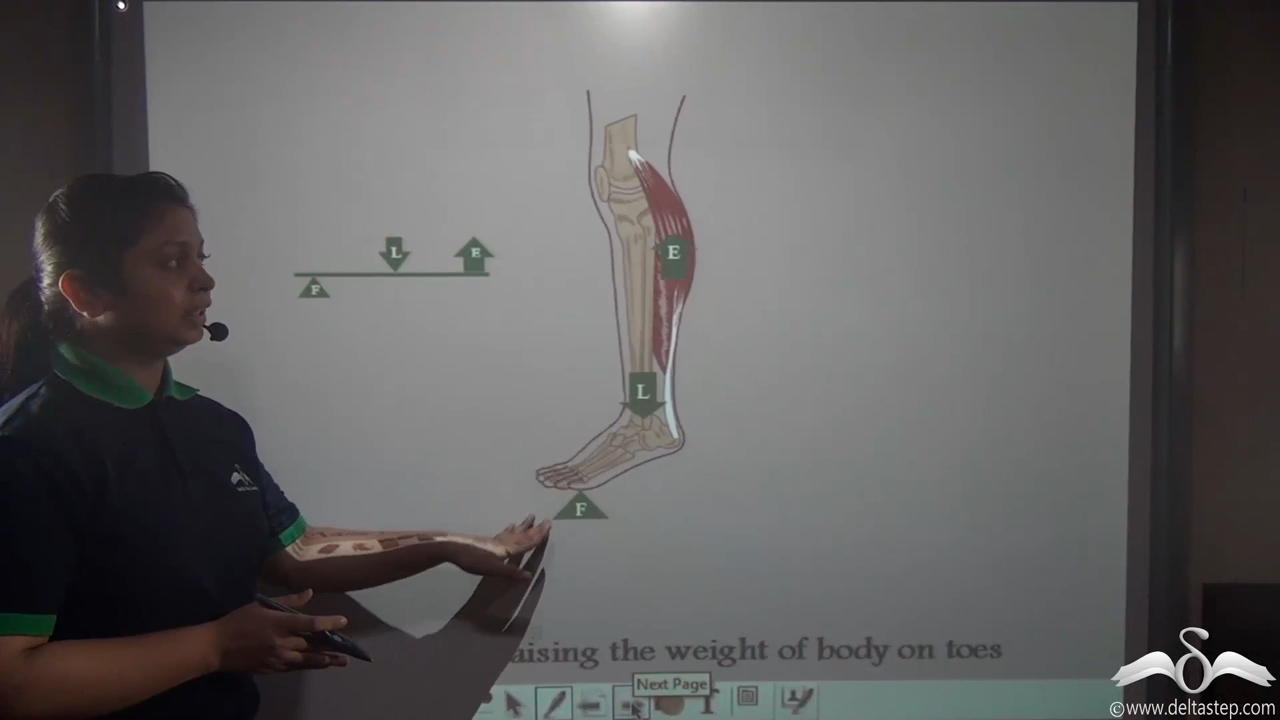 L
E
F
E
L
F
aising the weight of body on toes
Next Page
T
©www.deltastep.com